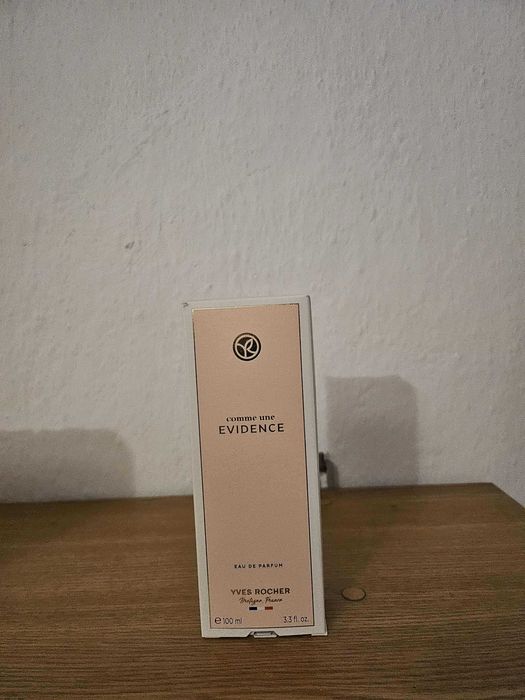 comme une
EVIDENCE
EAU DE PARFUM
YVES ROCHER
Bretagne, France
℮ 100 ml 3.3 fl. oz.